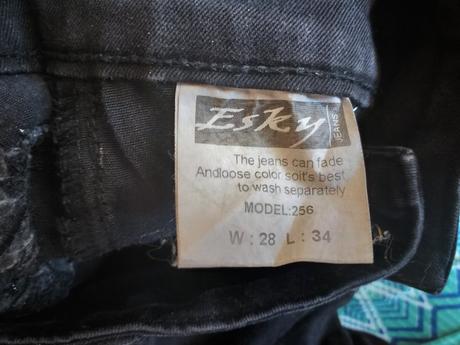 Esky
JEANS
The jeans can fade
Andloose color soit's best
to wash separately
MODEL:256
W : 28 L : 34